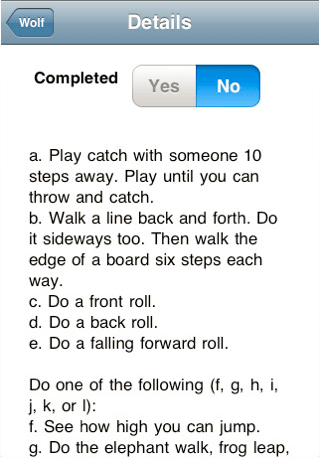 Wolf
Details
Completed
Yes
No
a. Play catch with someone 10
steps away. Play until you can
throw and catch.
b. Walk a line back and forth. Do
it sideways too. Then walk the
edge of a board six steps each
way.
c. Do a front roll.
d. Do a back roll.
e. Do a falling forward roll.
Do one of the following (f, g, h, i,
j, k, or l):
f. See how high you can jump.
g. Do the elephant walk, frog leap,